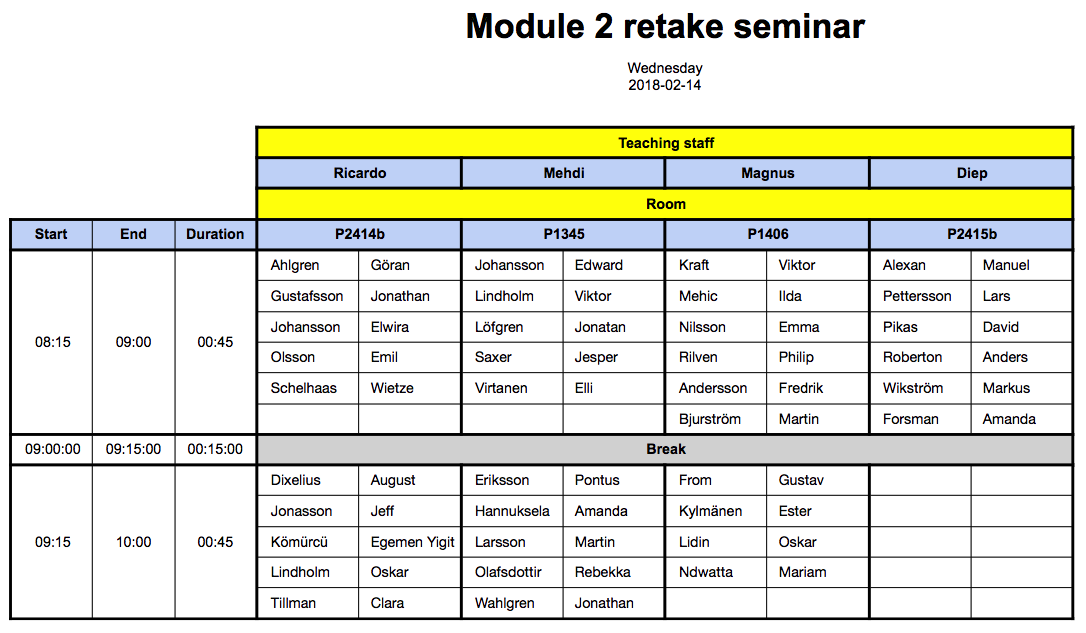 Module 2 retake seminar
Wednesday
2018-02-14
Teaching staff
Ricardo Mehdi Magnus Diep
Room
Start End Duration P2414b P1345 P1406 P2415b
Ahlgren Göran Johansson Edward Kraft Viktor Alexan Manuel
Gustafsson Jonathan Lindholm Viktor Mehic Ilda Pettersson Lars
Johansson Elwira Löfgren Jonatan Nilsson Emma Pikas David
08:15 09:00 00:45
Olsson Emil Saxer Jesper Rilven Philip Roberton Anders
Schelhaas Wietze Virtanen Elli Andersson Fredrik Wikström Markus
Bjurström Martin Forsman Amanda
09:00:00 09:15:00 00:15:00 Break
Dixelius August Eriksson Pontus From Gustav
Jonasson Jeff Hannuksela Amanda Kylmänen Ester
09:15 10:00 00:45 Kömürcü Egemen Yigit Larsson Martin Lidin Oskar
Lindholm Oskar Olafsdottir Rebekka Ndwatta Mariam
Tillman Clara Wahlgren Jonathan